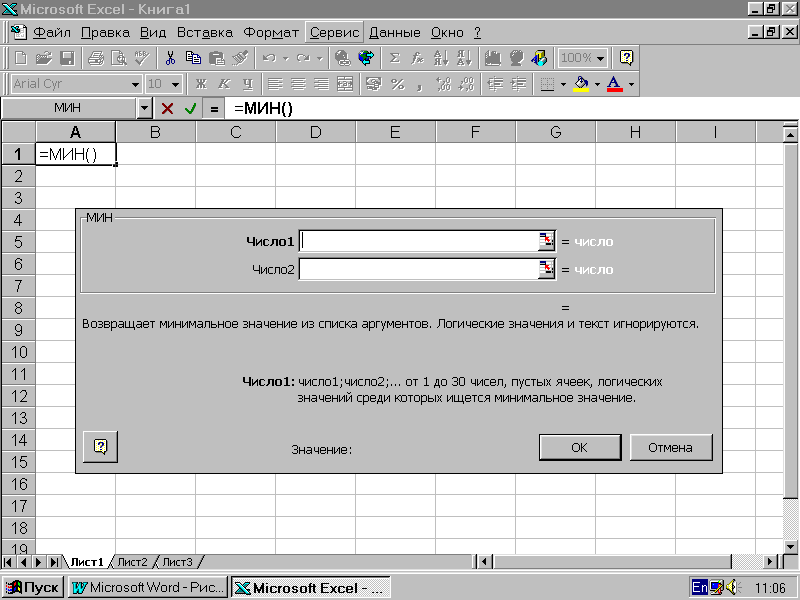 Microsoft Excel - Книга1
Файл Правка Вид Вставка Формат Сервис Данные Окно ?
100%
Arial Cyr 10 Ж К Ч
МИН = =МИН()
A B C D E F G H I
1 =МИН()
2
3
4
5
6
7
8
9
10
11
12
13
14
15
16
17
18
19
МИН
Число1 = число
Число2 = число
=
Возвращает минимальное значение из списка аргументов. Логические значения и текст игнорируются.
Число1: число1;число2;... от 1 до 30 чисел, пустых ячеек, логических
значений среди которых ищется минимальное значение.
Значение:
OK Отмена
Лист1 Лист2 Лист3
Пуск Microsoft Word - Рис... Microsoft Excel - ... En 11:06